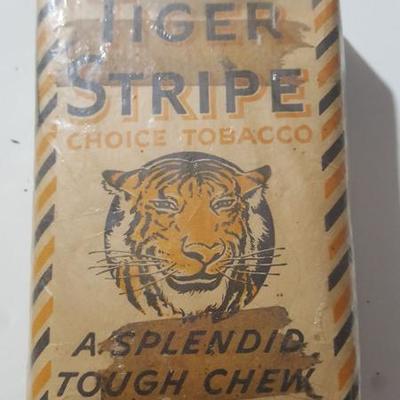 TIGER
STRIPE
CHOICE TOBACCO
A SPLENDID
TOUGH CHEW